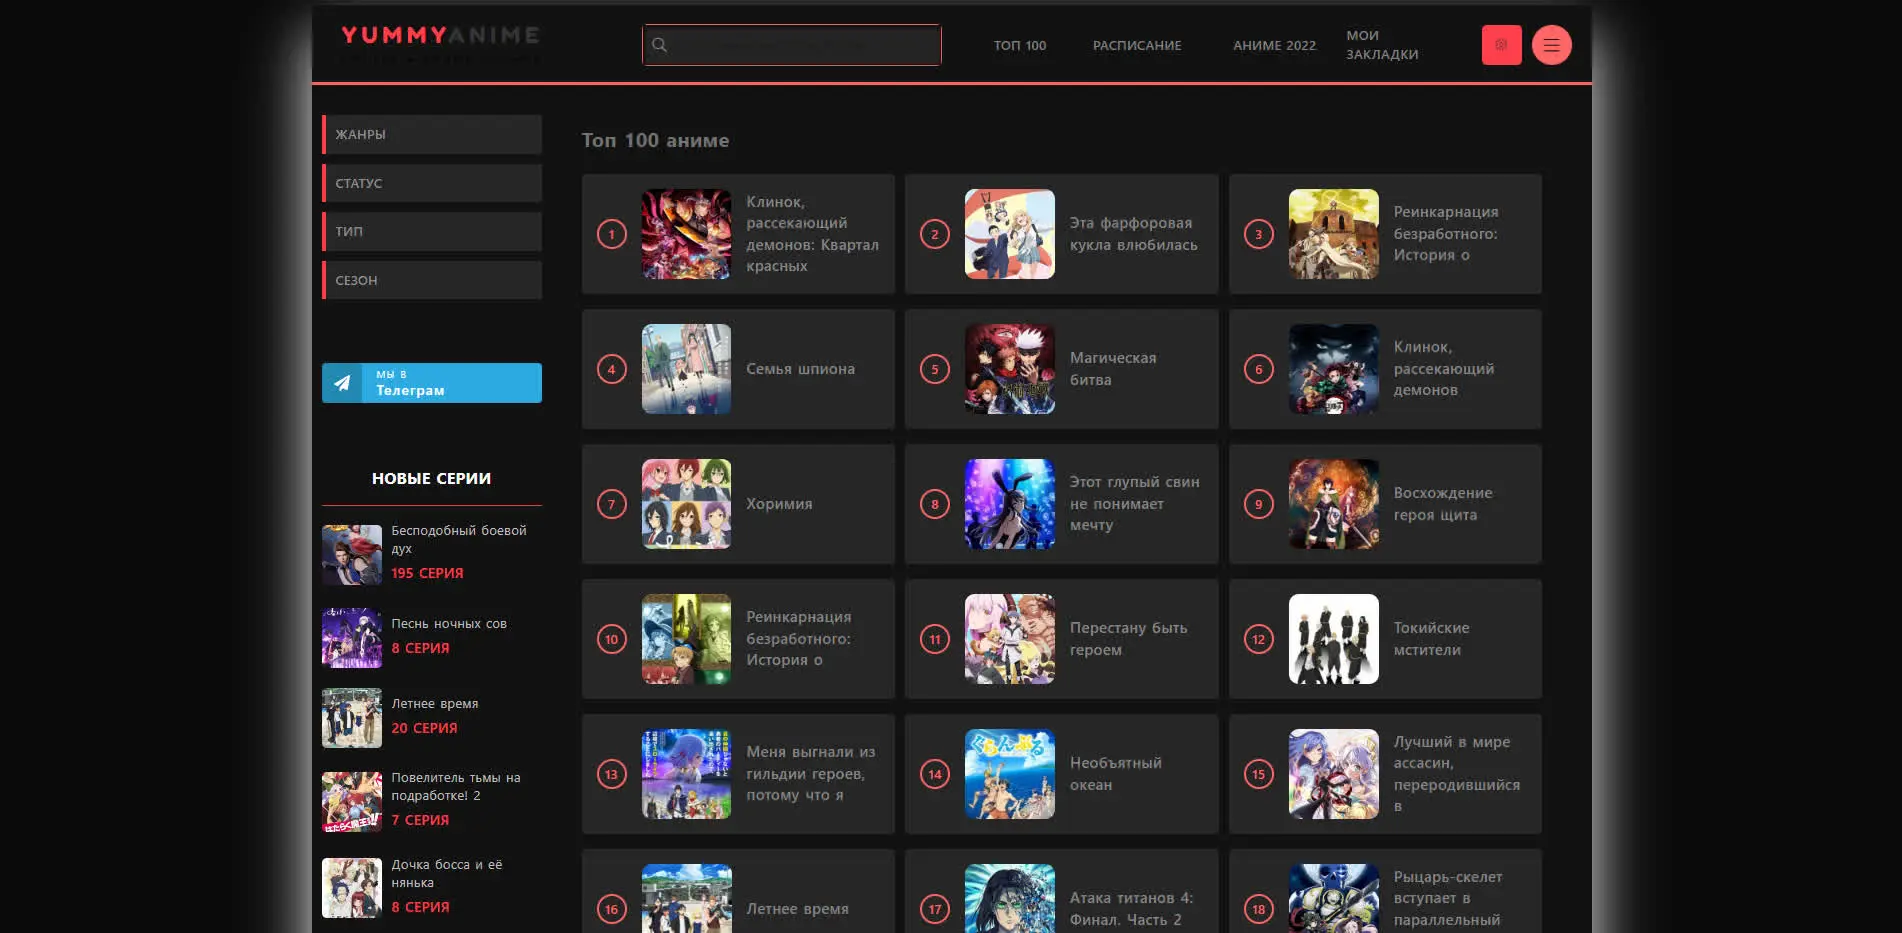 YUMMYANIME
ТОП 100
РАСПИСАНИЕ
АНИМЕ 2022
МОИ
ЗАКЛАДКИ
ЖАНРЫ
СТАТУС
ТИП
СЕЗОН
мы в
Телеграм
НОВЫЕ СЕРИИ
Бесподобный боевой
дух
195 СЕРИЯ
Песнь ночных сов
8 СЕРИЯ
Летнее время
20 СЕРИЯ
Повелитель тьмы на
подработке! 2
7 СЕРИЯ
Дочка босса и её
нянька
8 СЕРИЯ
Топ 100 аниме
1
Клинок,
рассекающий
демонов: Квартал
красных
2
Эта фарфоровая
кукла влюбилась
3
Реинкарнация
безработного:
История о
4
Семья шпиона
5
Магическая
битва
6
Клинок,
рассекающий
демонов
7
Хоримия
8
Этот глупый свин
не понимает
мечту
9
Восхождение
героя щита
10
Реинкарнация
безработного:
История о
11
Перестану быть
героем
12
Токийские
мстители
13
Меня выгнали из
гильдии героев,
потому что я
14
Необъятный
океан
15
Лучший в мире
ассасин,
переродившийся
в
16
Летнее время
17
Атака титанов 4:
Финал. Часть 2
18
Рыцарь-скелет
вступает в
параллельный